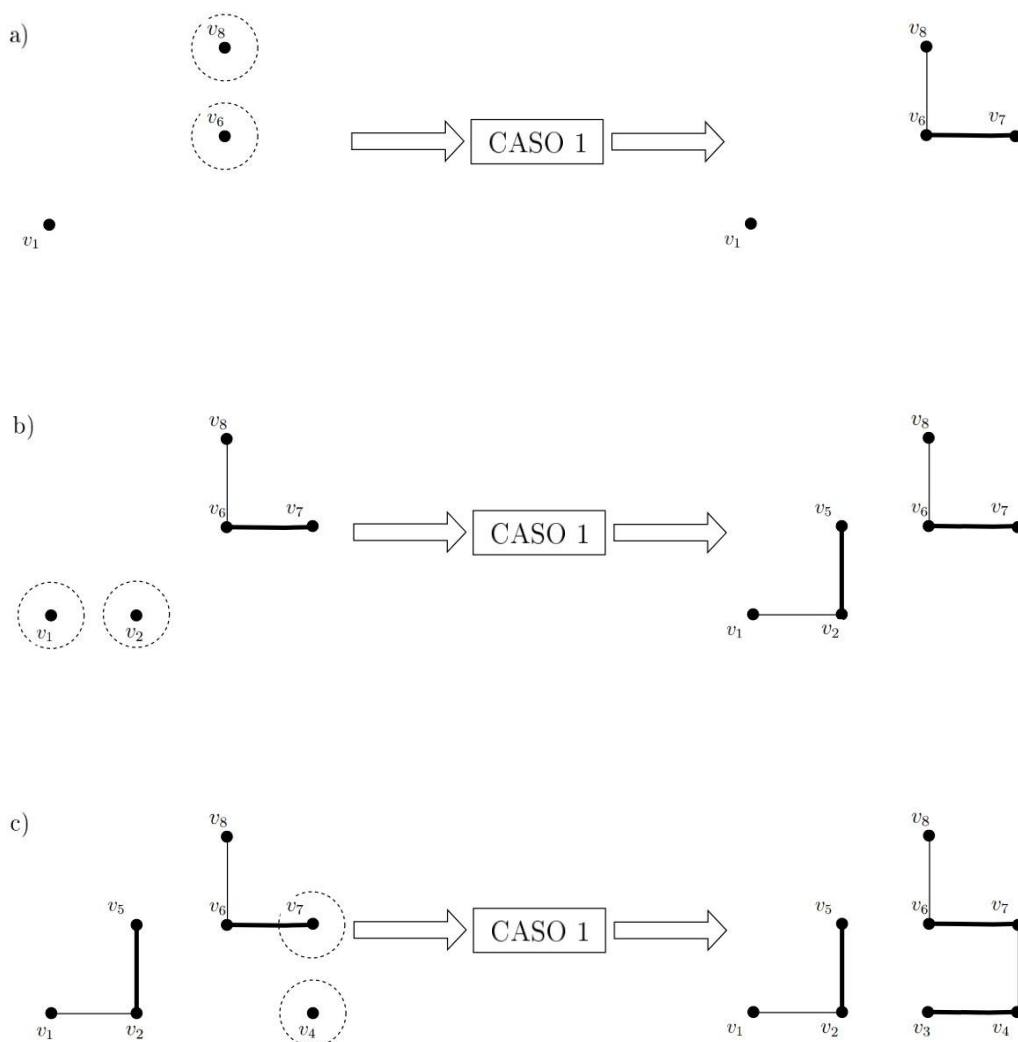 a)
v₈
v₆
v₁
CASO 1
v₈
v₆ v₇
v₁
b)
v₈
v₆ v₇
v₁ v₂
CASO 1
v₈
v₅ v₆ v₇
v₁ v₂
c)
v₈
v₅ v₆ v₇
v₁ v₂ v₄
CASO 1
v₈
v₅ v₆ v₇
v₁ v₂ v₃ v₄